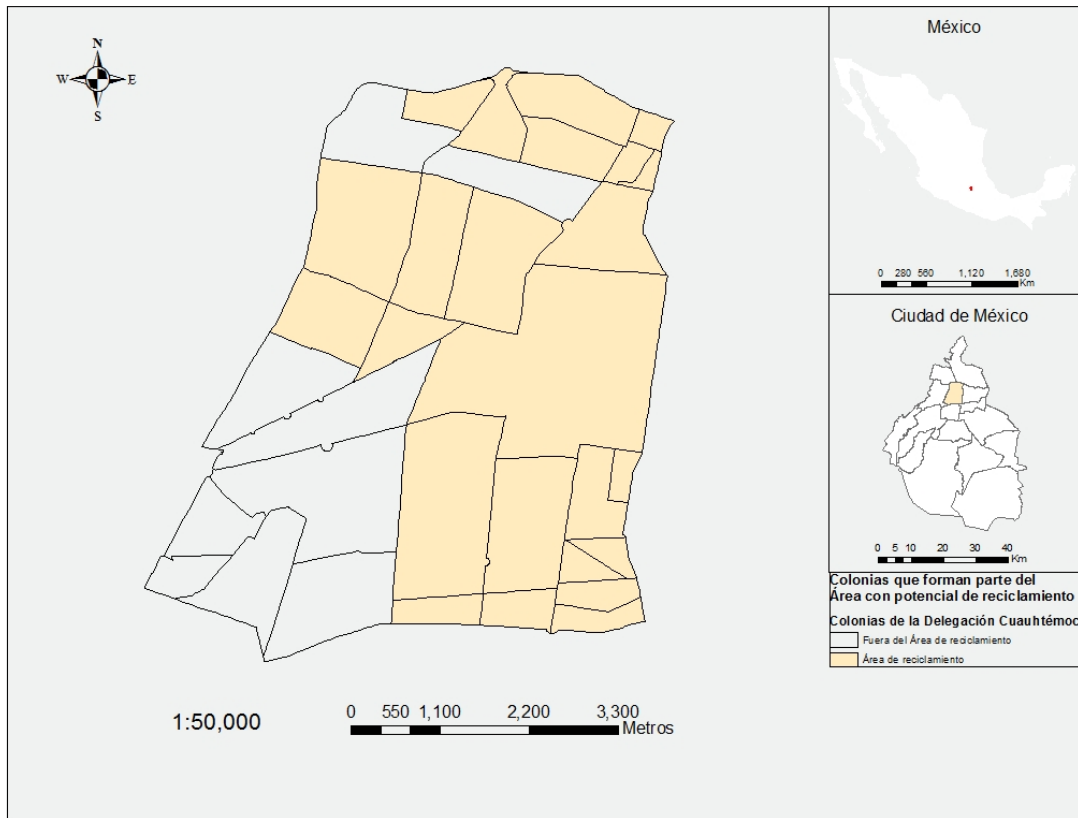 N
W E
S
1:50,000
0 550 1,100 2,200 3,300
Metros
México
0 280 560 1,120 1,680
Km
Ciudad de México
0 5 10 20 30 40
Km
Colonias que forman parte del
Área con potencial de reciclamiento
Colonias de la Delegación Cuauhtémoc
Fuera del Área de reciclamiento
Área de reciclamiento